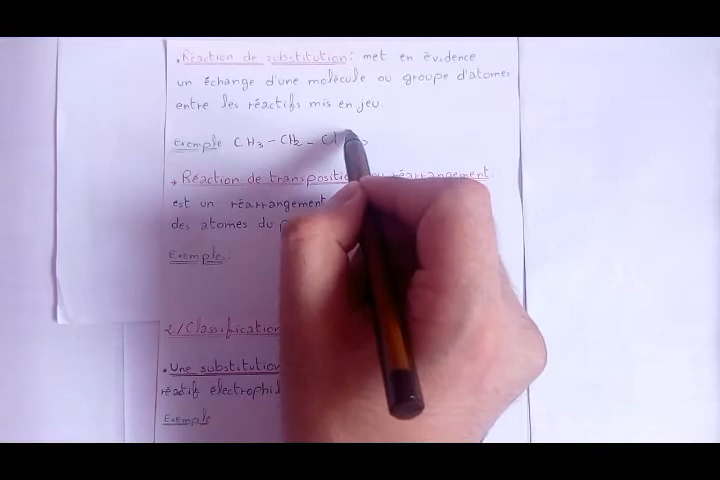 . Réaction de substitution : met en évidence
un échange d'une molécule ou groupe d'atomes
entre les réactifs mis en jeu.
Exemple CH3 - CH2 - Cl
Réaction de transposition ou réarrangement :
est un réarrangement
des atomes du
Exemple :
2/ Classification
. Une substitution
réactif électrophil
Exemple